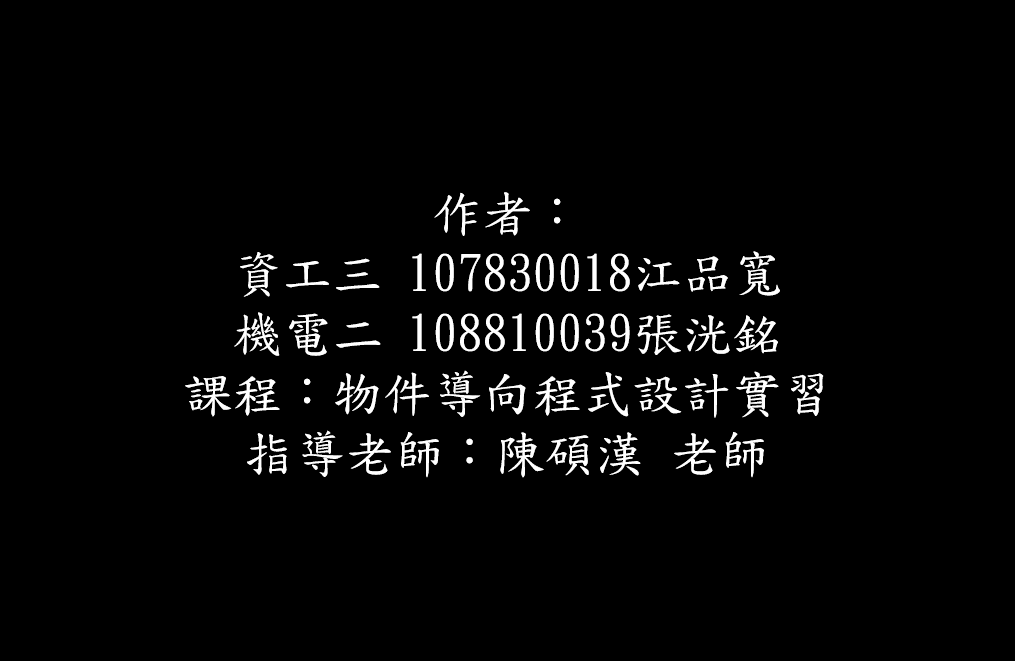 作者：
資工三 107830018江品寬
機電二 108810039張洸銘
課程：物件導向程式設計實習
指導老師：陳碩漢 老師